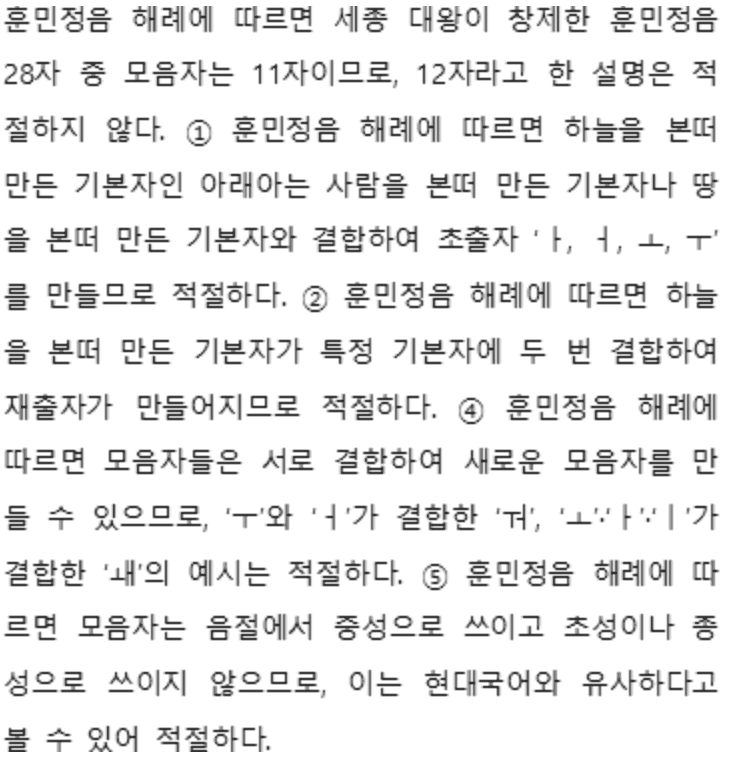 훈민정음 해례에 따르면 세종 대왕이 창제한 훈민정음
28자 중 모음자는 11자이므로, 12자라고 한 설명은 적
절하지 않다. ① 훈민정음 해례에 따르면 하늘을 본떠
만든 기본자인 아래아는 사람을 본떠 만든 기본자나 땅
을 본떠 만든 기본자와 결합하여 초출자 ‘ㅏ, ㅓ, ㅗ, ㅜ’
를 만들므로 적절하다. ② 훈민정음 해례에 따르면 하늘
을 본떠 만든 기본자가 특정 기본자에 두 번 결합하여
재출자가 만들어지므로 적절하다. ④ 훈민정음 해례에
따르면 모음자들은 서로 결합하여 새로운 모음자를 만
들 수 있으므로, ‘ㅜ’와 ‘ㅓ’가 결합한 ‘ㅝ’, ‘ㅗ’‘ㅏ’‘ㅣ’가
결합한 ‘ㅙ’의 예시는 적절하다. ⑤ 훈민정음 해례에 따
르면 모음자는 음절에서 중성으로 쓰이고 초성이나 종
성으로 쓰이지 않으므로, 이는 현대국어와 유사하다고
볼 수 있어 적절하다.